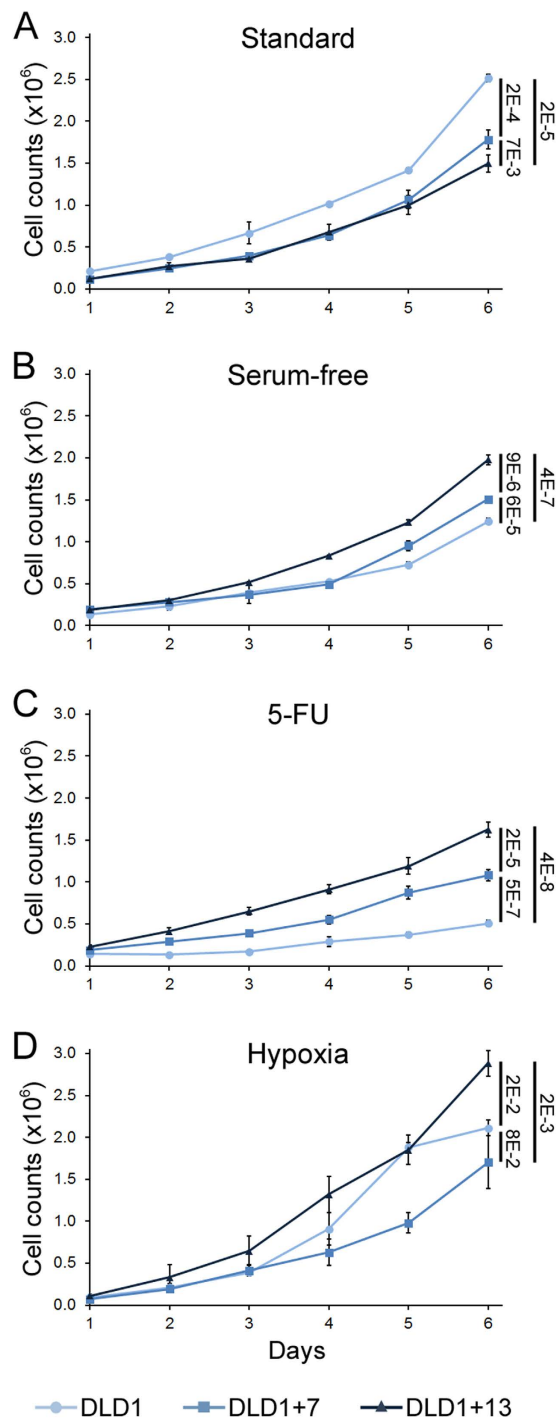 A
Standard
Cell counts (x10⁶)
3.0
2.5
2.0
1.5
1.0
0.5
0.0
1 2 3 4 5 6
2E-4
7E-3
2E-5
B
Serum-free
Cell counts (x10⁶)
3.0
2.5
2.0
1.5
1.0
0.5
0.0
1 2 3 4 5 6
9E-6
6E-5
4E-7
C
5-FU
Cell counts (x10⁶)
3.0
2.5
2.0
1.5
1.0
0.5
0.0
1 2 3 4 5 6
2E-5
5E-7
4E-8
D
Hypoxia
Cell counts (x10⁶)
3.0
2.5
2.0
1.5
1.0
0.5
0.0
1 2 3 4 5 6
2E-2
8E-2
2E-3
Days
DLD1 DLD1+7 DLD1+13